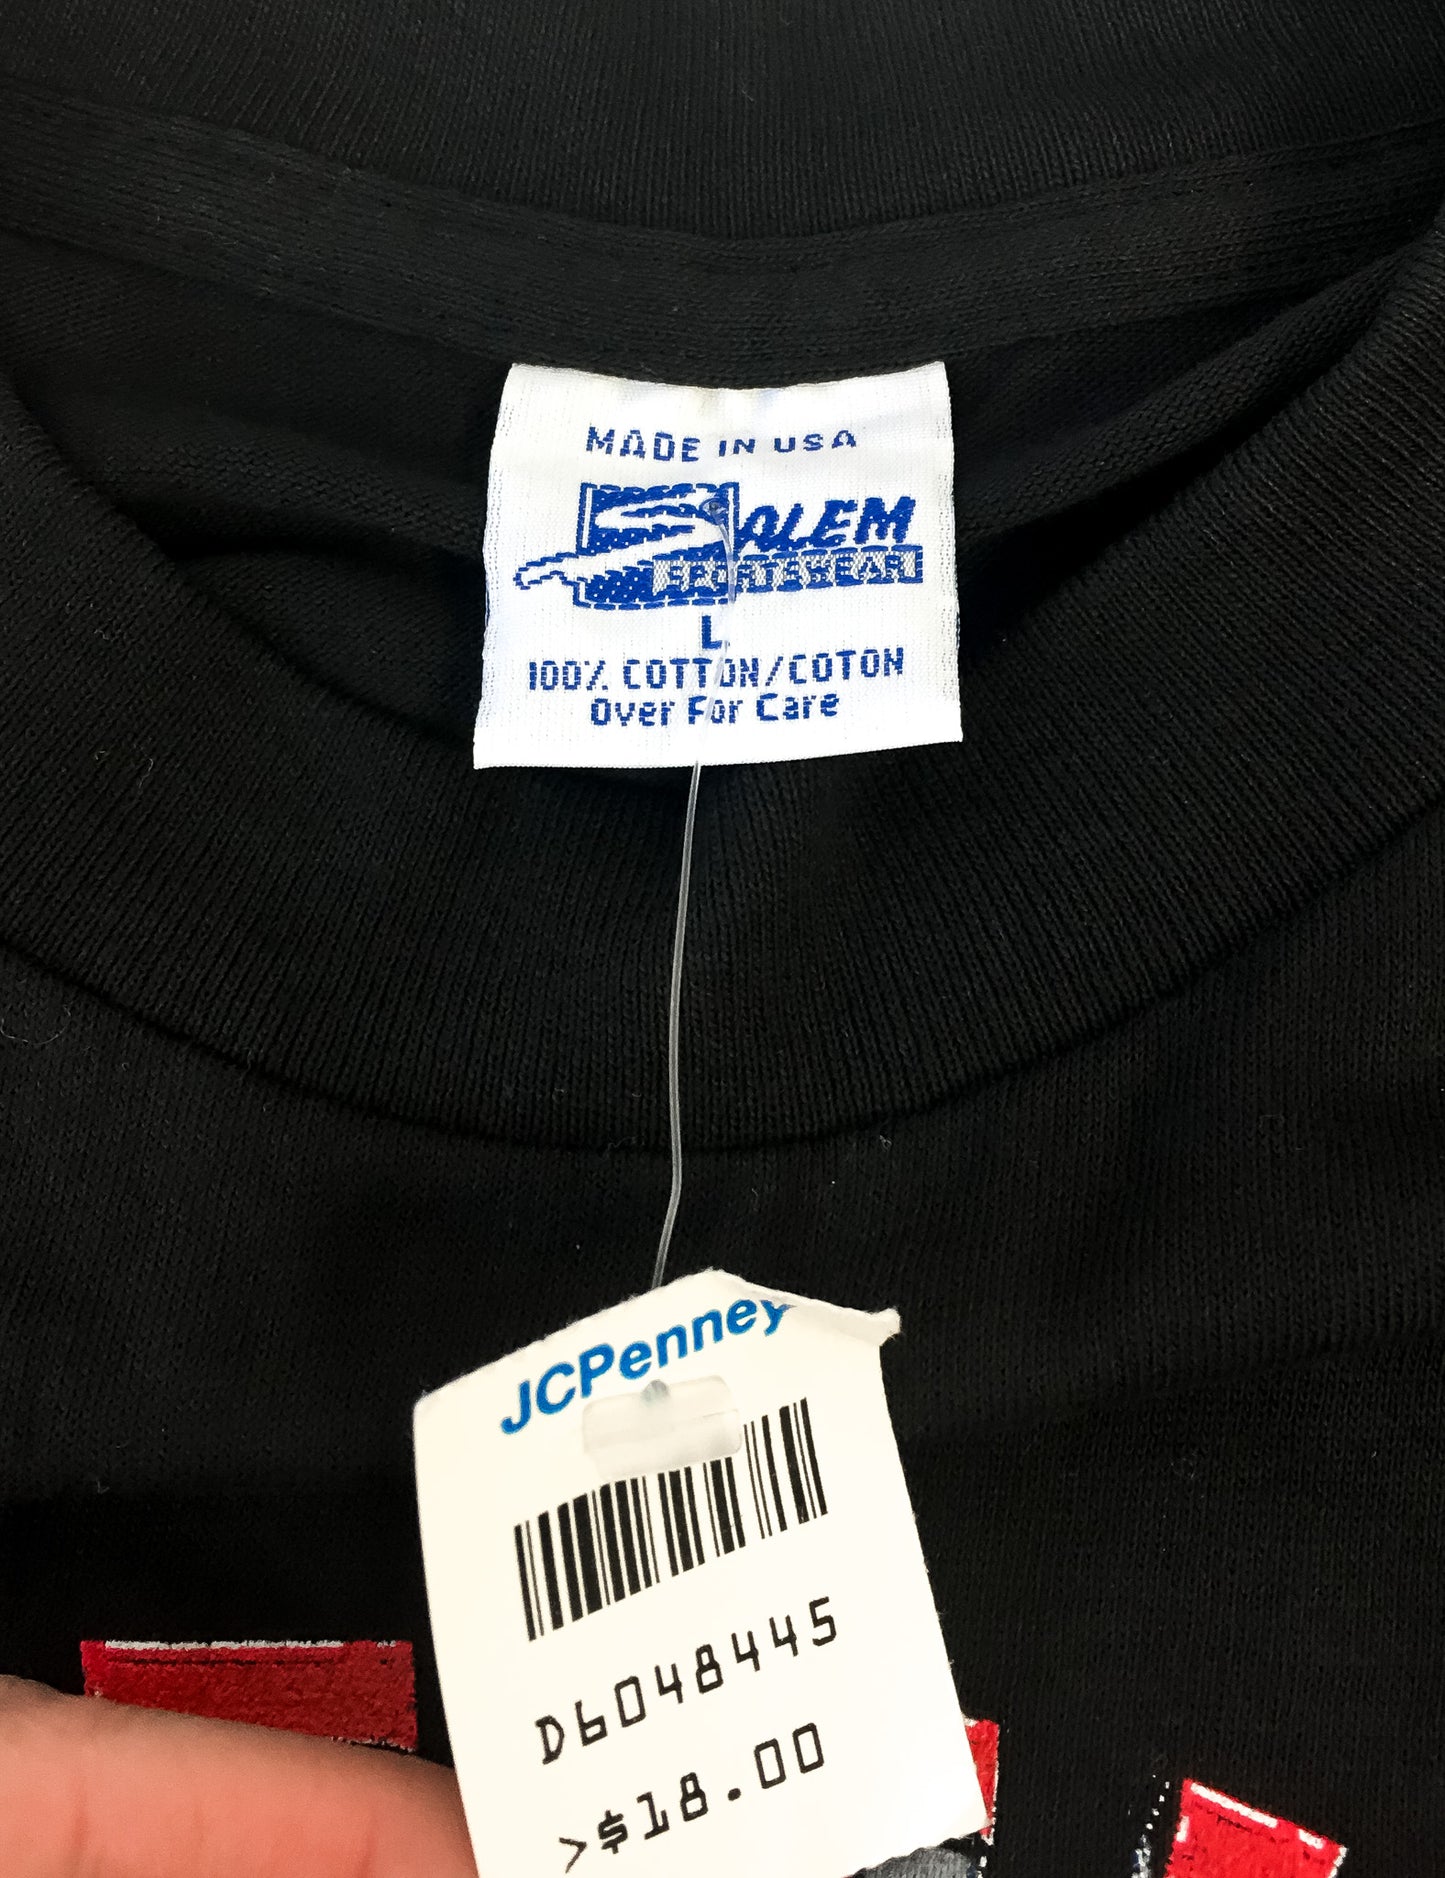 MADE IN USA
SALEM
SPORTSWEAR
L
100% COTTON/COTON
Over For Care
JCPenney
D6048445
>$18.00